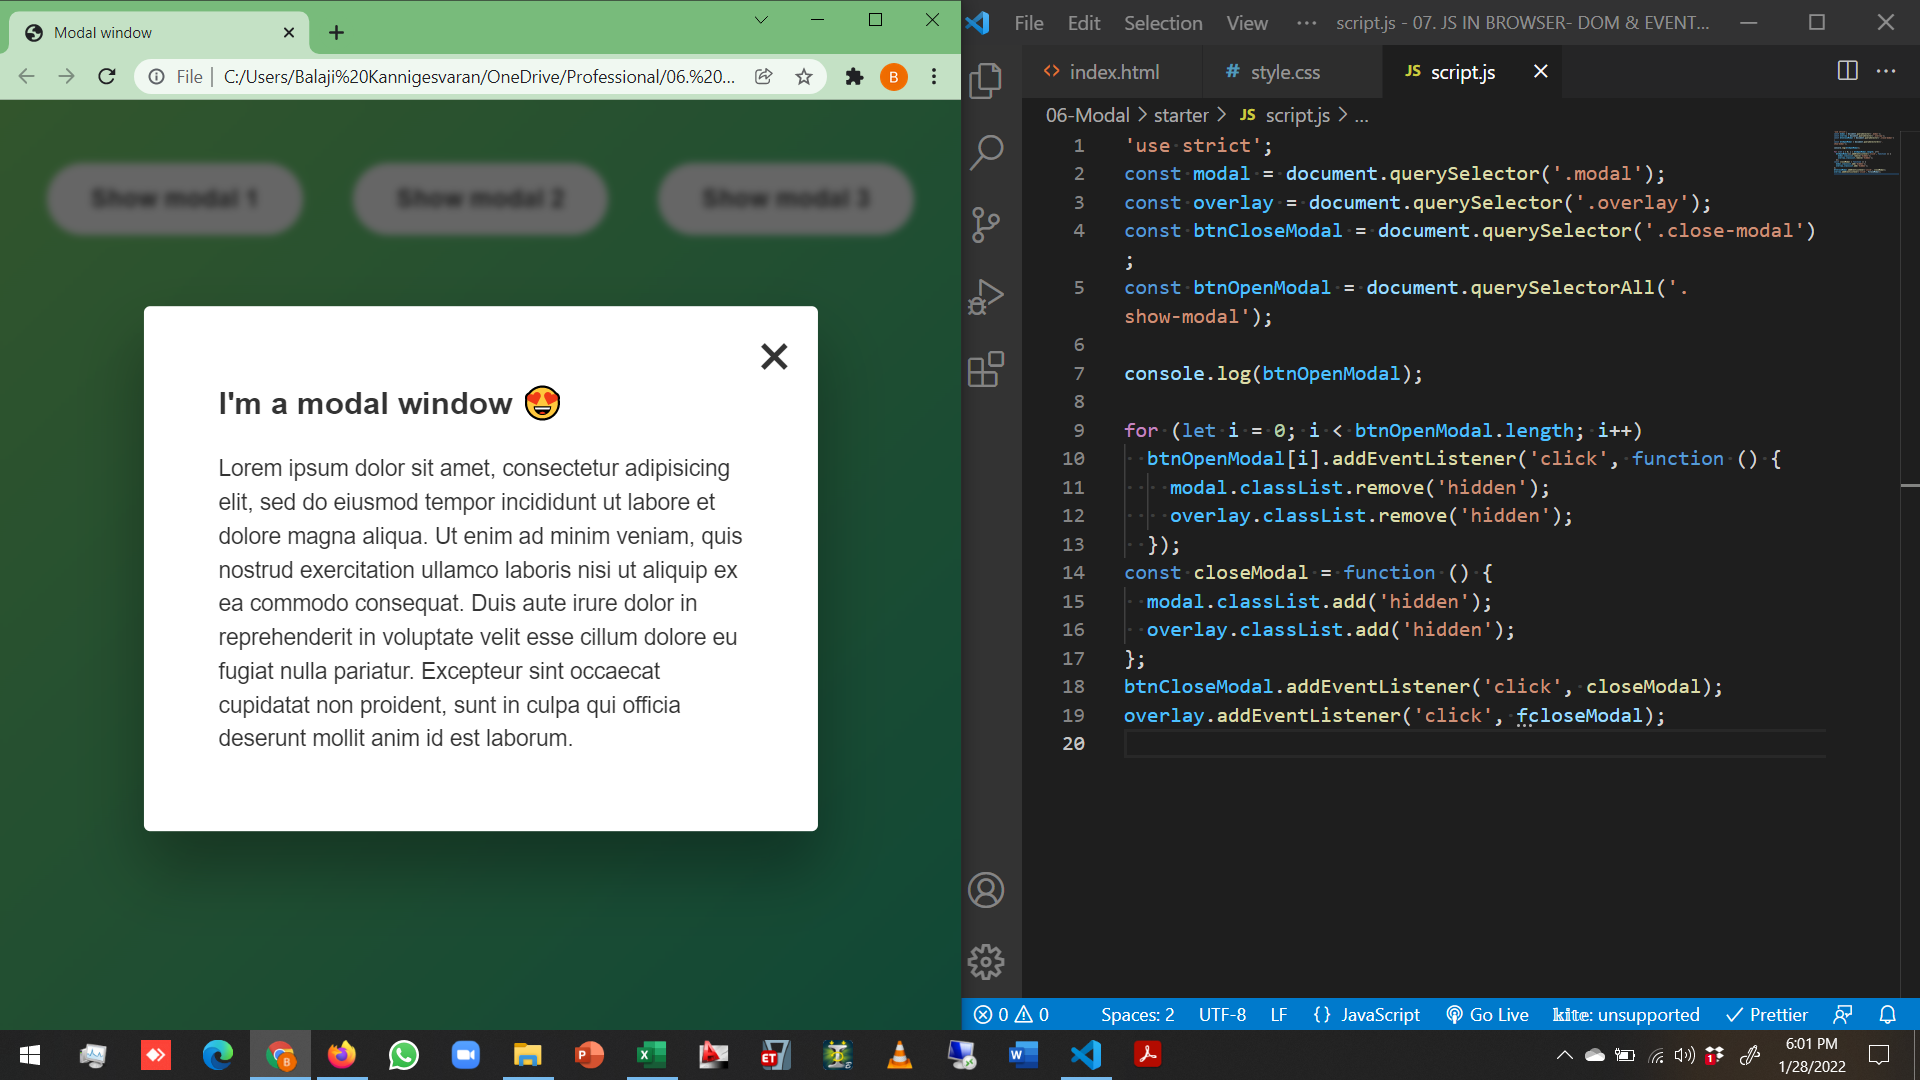 Modal window
File | C:/Users/Balaji%20Kannigesvaran/OneDrive/Professional/06.%20...
B
Show modal 1
Show modal 2
Show modal 3
I'm a modal window 😍
Lorem ipsum dolor sit amet, consectetur adipisicing
elit, sed do eiusmod tempor incididunt ut labore et
dolore magna aliqua. Ut enim ad minim veniam, quis
nostrud exercitation ullamco laboris nisi ut aliquip ex
ea commodo consequat. Duis aute irure dolor in
reprehenderit in voluptate velit esse cillum dolore eu
fugiat nulla pariatur. Excepteur sint occaecat
cupidatat non proident, sunt in culpa qui officia
deserunt mollit anim id est laborum.
File Edit Selection View ··· script.js - 07. JS IN BROWSER- DOM & EVENT...
<> index.html
# style.css
JS script.js
06-Modal > starter > JS script.js > ...
1 'use strict';
2 const modal = document.querySelector('.modal');
3 const overlay = document.querySelector('.overlay');
4 const btnCloseModal = document.querySelector('.close-modal')
;
5 const btnOpenModal = document.querySelectorAll('.
show-modal');
6
7 console.log(btnOpenModal);
8
9 for (let i = 0; i < btnOpenModal.length; i++)
10 btnOpenModal[i].addEventListener('click', function () {
11 modal.classList.remove('hidden');
12 overlay.classList.remove('hidden');
13 });
14 const closeModal = function () {
15 modal.classList.add('hidden');
16 overlay.classList.add('hidden');
17 };
18 btnCloseModal.addEventListener('click', closeModal);
19 overlay.addEventListener('click', fcloseModal);
20
0 0 Spaces: 2 UTF-8 LF {} JavaScript Go Live kite: unsupported Prettier
6:01 PM
1/28/2022